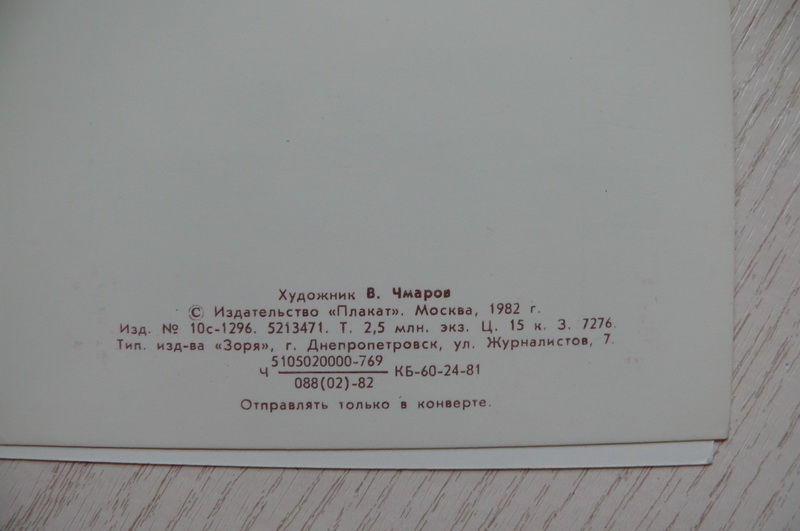 Художник В. Чмаров
© Издательство «Плакат». Москва, 1982 г.
Изд. № 10с-1296. 5213471. Т. 2,5 млн. экз. Ц. 15 к. З. 7276.
Тип. изд-ва «Зоря», г. Днепропетровск, ул. Журналистов, 7.
5105020000-769
Ч КБ-60-24-81
088(02)-82
Отправлять только в конверте.